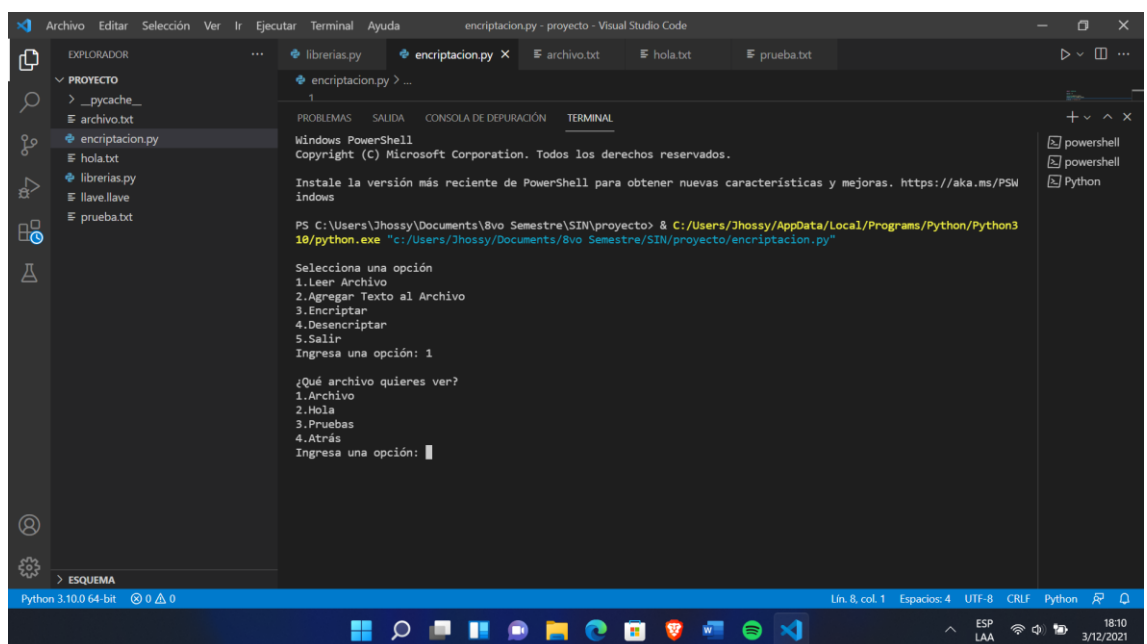 Archivo Editar Selección Ver Ir Ejecutar Terminal Ayuda encriptacion.py - proyecto - Visual Studio Code
EXPLORADOR
PROYECTO
__pycache__
archivo.txt
encriptacion.py
hola.txt
librerias.py
llave.llave
prueba.txt
ESQUEMA
librerias.py encriptacion.py archivo.txt hola.txt prueba.txt
encriptacion.py > ...
1
PROBLEMAS SALIDA CONSOLA DE DEPURACIÓN TERMINAL
Windows PowerShell
Copyright (C) Microsoft Corporation. Todos los derechos reservados.
Instale la versión más reciente de PowerShell para obtener nuevas características y mejoras. https://aka.ms/PSW
indows
PS C:\Users\Jhossy\Documents\8vo Semestre\SIN\proyecto> & C:/Users/Jhossy/AppData/Local/Programs/Python/Python3
10/python.exe "c:/Users/Jhossy/Documents/8vo Semestre/SIN/proyecto/encriptacion.py"
Selecciona una opción
1.Leer Archivo
2.Agregar Texto al Archivo
3.Encriptar
4.Desencriptar
5.Salir
Ingresa una opción: 1
¿Qué archivo quieres ver?
1.Archivo
2.Hola
3.Pruebas
4.Atrás
Ingresa una opción:
powershell
powershell
Python
Python 3.10.0 64-bit 0 0 Lín. 8, col. 1 Espacios: 4 UTF-8 CRLF Python
ESP
LAA
18:10
3/12/2021